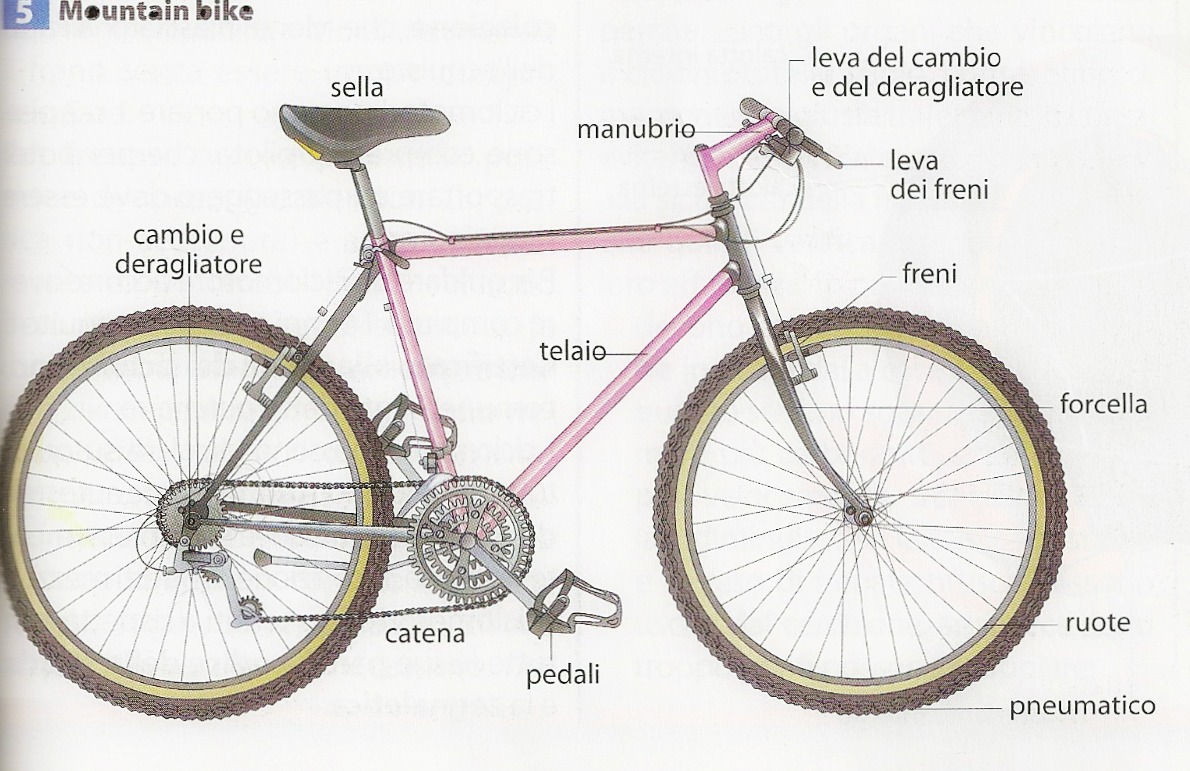 5 Mountain bike
sella
leva del cambio
e del deragliatore
manubrio
leva
dei freni
cambio e
deragliatore
freni
telaio
forcella
catena
ruote
pedali
pneumatico